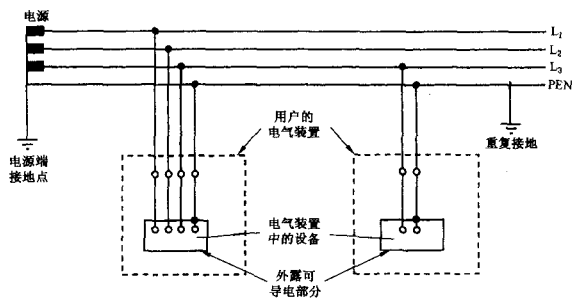 电源
L1
L2
L3
PEN
电源端
接地点
用户的
电气装置
重复接地
电气装置
中的设备
外露可
导电部分